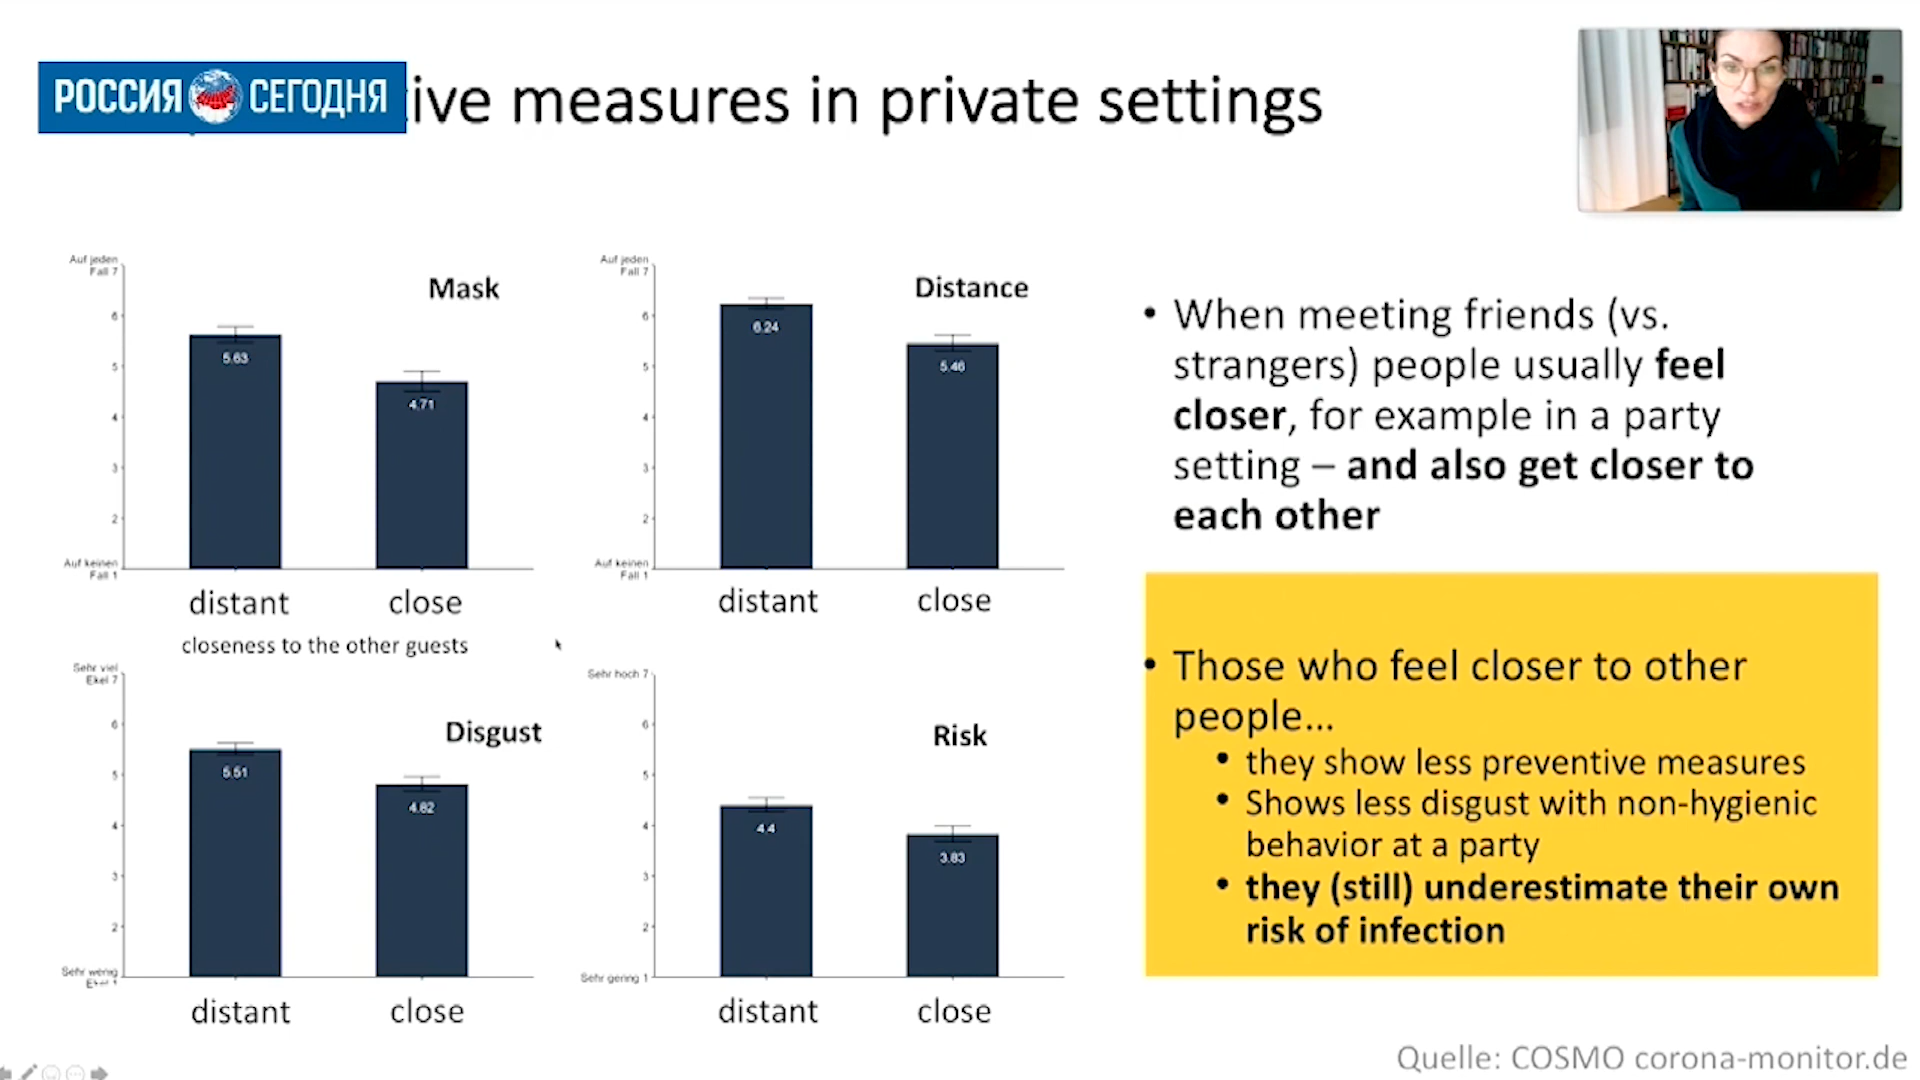 РОССИЯ СЕГОДНЯ
tive measures in private settings
Auf jeden
Fall 7
6
5
4
3
2
Auf keinen
Fall 1
Mask
5.63
4.71
distant close
closeness to the other guests
Auf jeden
Fall 7
6
5
4
3
2
Auf keinen
Fall 1
Distance
6.24
5.46
distant close
Sehr viel
Ekel 7
6
5
4
3
2
Sehr wenig
Ekel 1
Disgust
5.51
4.82
distant close
Sehr hoch 7
6
5
4
3
2
Sehr gering 1
Risk
4.4
3.83
distant close
• When meeting friends (vs.
strangers) people usually feel
closer, for example in a party
setting – and also get closer to
each other
• Those who feel closer to other
people...
• they show less preventive measures
• Shows less disgust with non-hygienic
behavior at a party
• they (still) underestimate their own
risk of infection
Quelle: COSMO corona-monitor.de